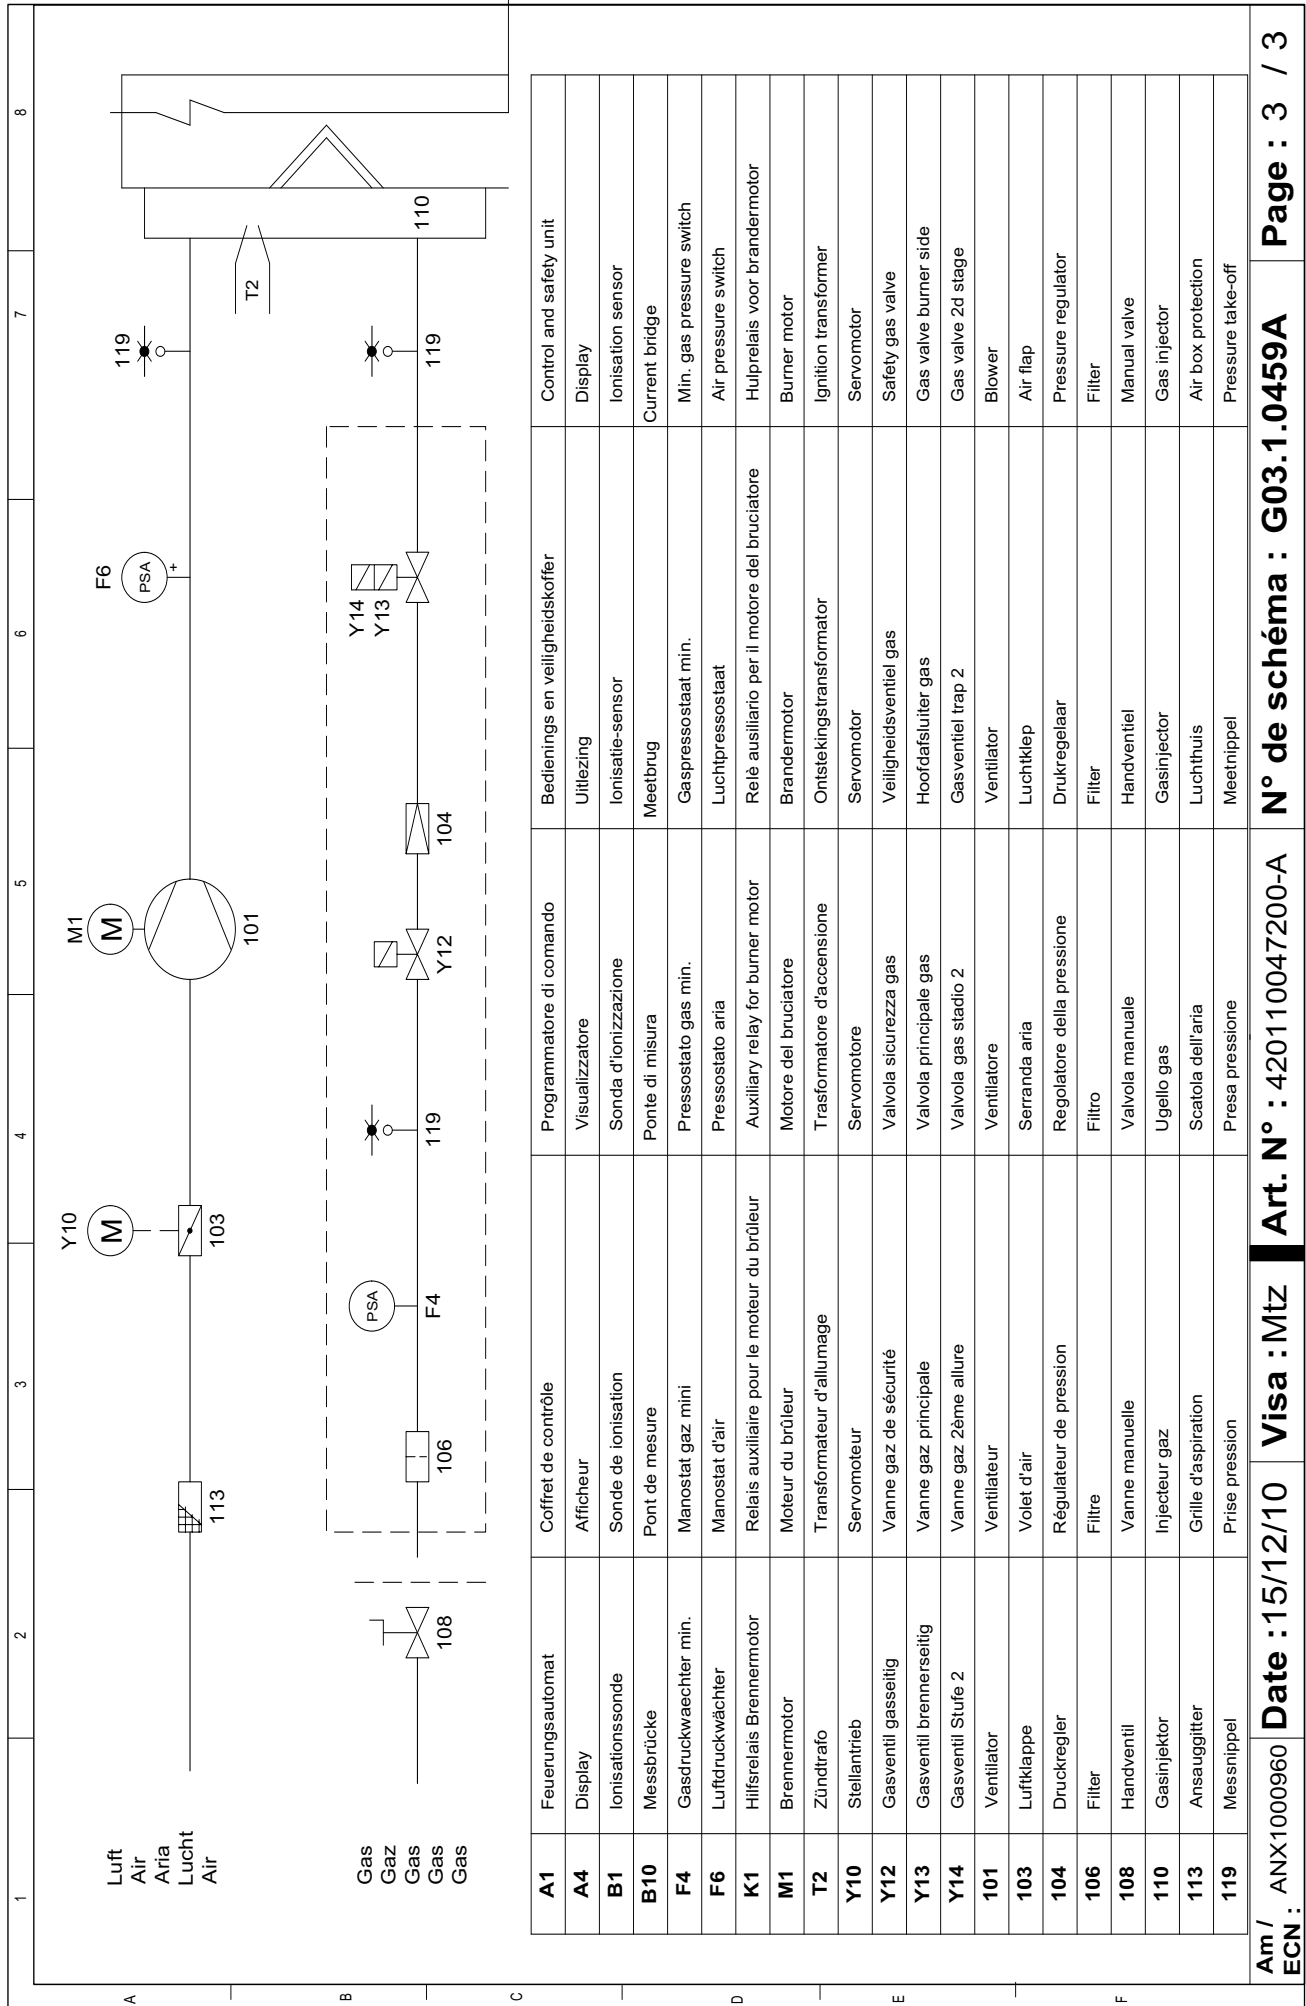 1 2 3 4 5 6 7 8
A
B
C
D
E
F
Luft
Air
Aria
Lucht
Air
113
Y10
M
103
M1
M
101
F6
PSA
+
119
T2
Gas
Gaz
Gas
Gas
Gas
108
106
PSA
F4
119
Y12
104
Y14
Y13
119
110
A1 Feuerungsautomat Coffret de contrôle Programmatore di comando Bedienings en veiligheidskoffer Control and safety unit
A4 Display Afficheur Visualizzatore Uitlezing Display
B1 Ionisationssonde Sonde de ionisation Sonda d'ionizzazione Ionisatie-sensor Ionisation sensor
B10 Messbrücke Pont de mesure Ponte di misura Meetbrug Current bridge
F4 Gasdruckwaechter min. Manostat gaz mini Pressostato gas min. Gaspressostaat min. Min. gas pressure switch
F6 Luftdruckwächter Manostat d'air Pressostato aria Luchtpressostaat Air pressure switch
K1 Hilfsrelais Brennermotor Relais auxiliaire pour le moteur du brûleur Auxiliary relay for burner motor Relè ausiliario per il motore del bruciatore Hulprelais voor brandermotor
M1 Brennermotor Moteur du brûleur Motore del bruciatore Brandermotor Burner motor
T2 Zündtrafo Transformateur d'allumage Trasformatore d'accensione Ontstekingstransformator Ignition transformer
Y10 Stellantrieb Servomoteur Servomotore Servomotor Servomotor
Y12 Gasventil gasseitig Vanne gaz de sécurité Valvola sicurezza gas Veiligheidsventiel gas Safety gas valve
Y13 Gasventil brennerseitig Vanne gaz principale Valvola principale gas Hoofdafsluiter gas Gas valve burner side
Y14 Gasventil Stufe 2 Vanne gaz 2ème allure Valvola gas stadio 2 Gasventiel trap 2 Gas valve 2d stage
101 Ventilator Ventilateur Ventilatore Ventilator Blower
103 Luftklappe Volet d'air Serranda aria Luchtklep Air flap
104 Druckregler Régulateur de pression Regolatore della pressione Drukregelaar Pressure regulator
106 Filter Filtre Filtro Filter Filter
108 Handventil Vanne manuelle Valvola manuale Handventiel Manual valve
110 Gasinjektor Injecteur gaz Ugello gas Gasinjector Gas injector
113 Ansauggitter Grille d'aspiration Scatola dell'aria Luchthuis Air box protection
119 Messnippel Prise pression Presa pressione Meetnippel Pressure take-off
Am / ECN : ANX1000960 Date :15/12/10 Visa :Mtz Art. N° : 420110047200-A N° de schéma : G03.1.0459A Page : 3 / 3